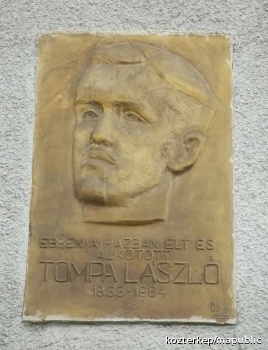 EBBEN A HÁZBAN ÉLT ÉS
ALKOTOTT
TOMPA LÁSZLÓ
1883-1964
kozterkep/mapublic